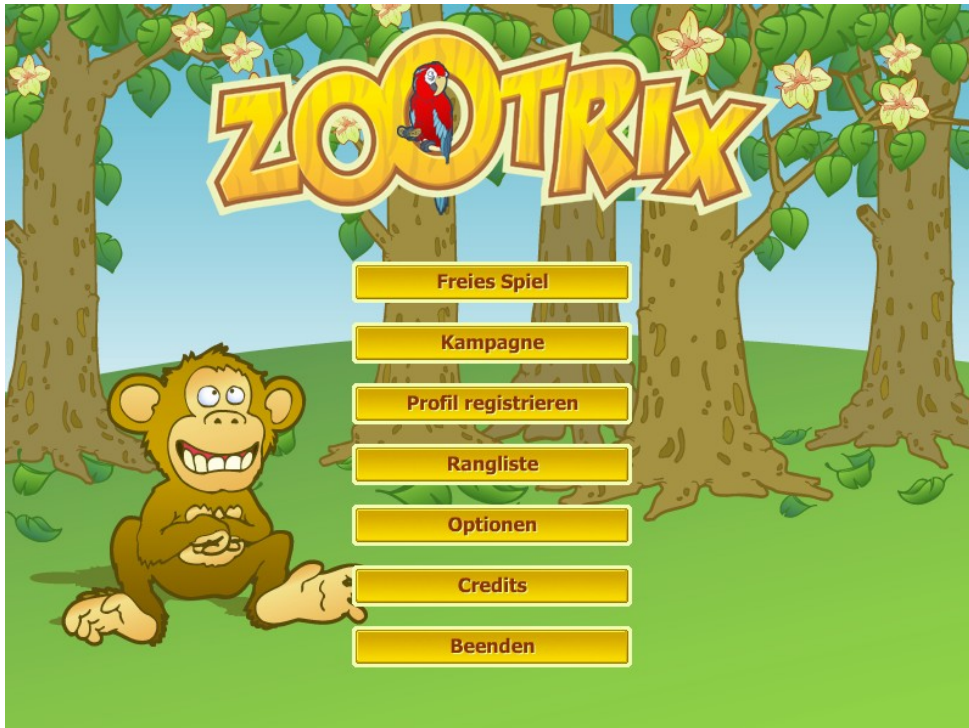 ZOOTRIX
Freies Spiel
Kampagne
Profil registrieren
Rangliste
Optionen
Credits
Beenden